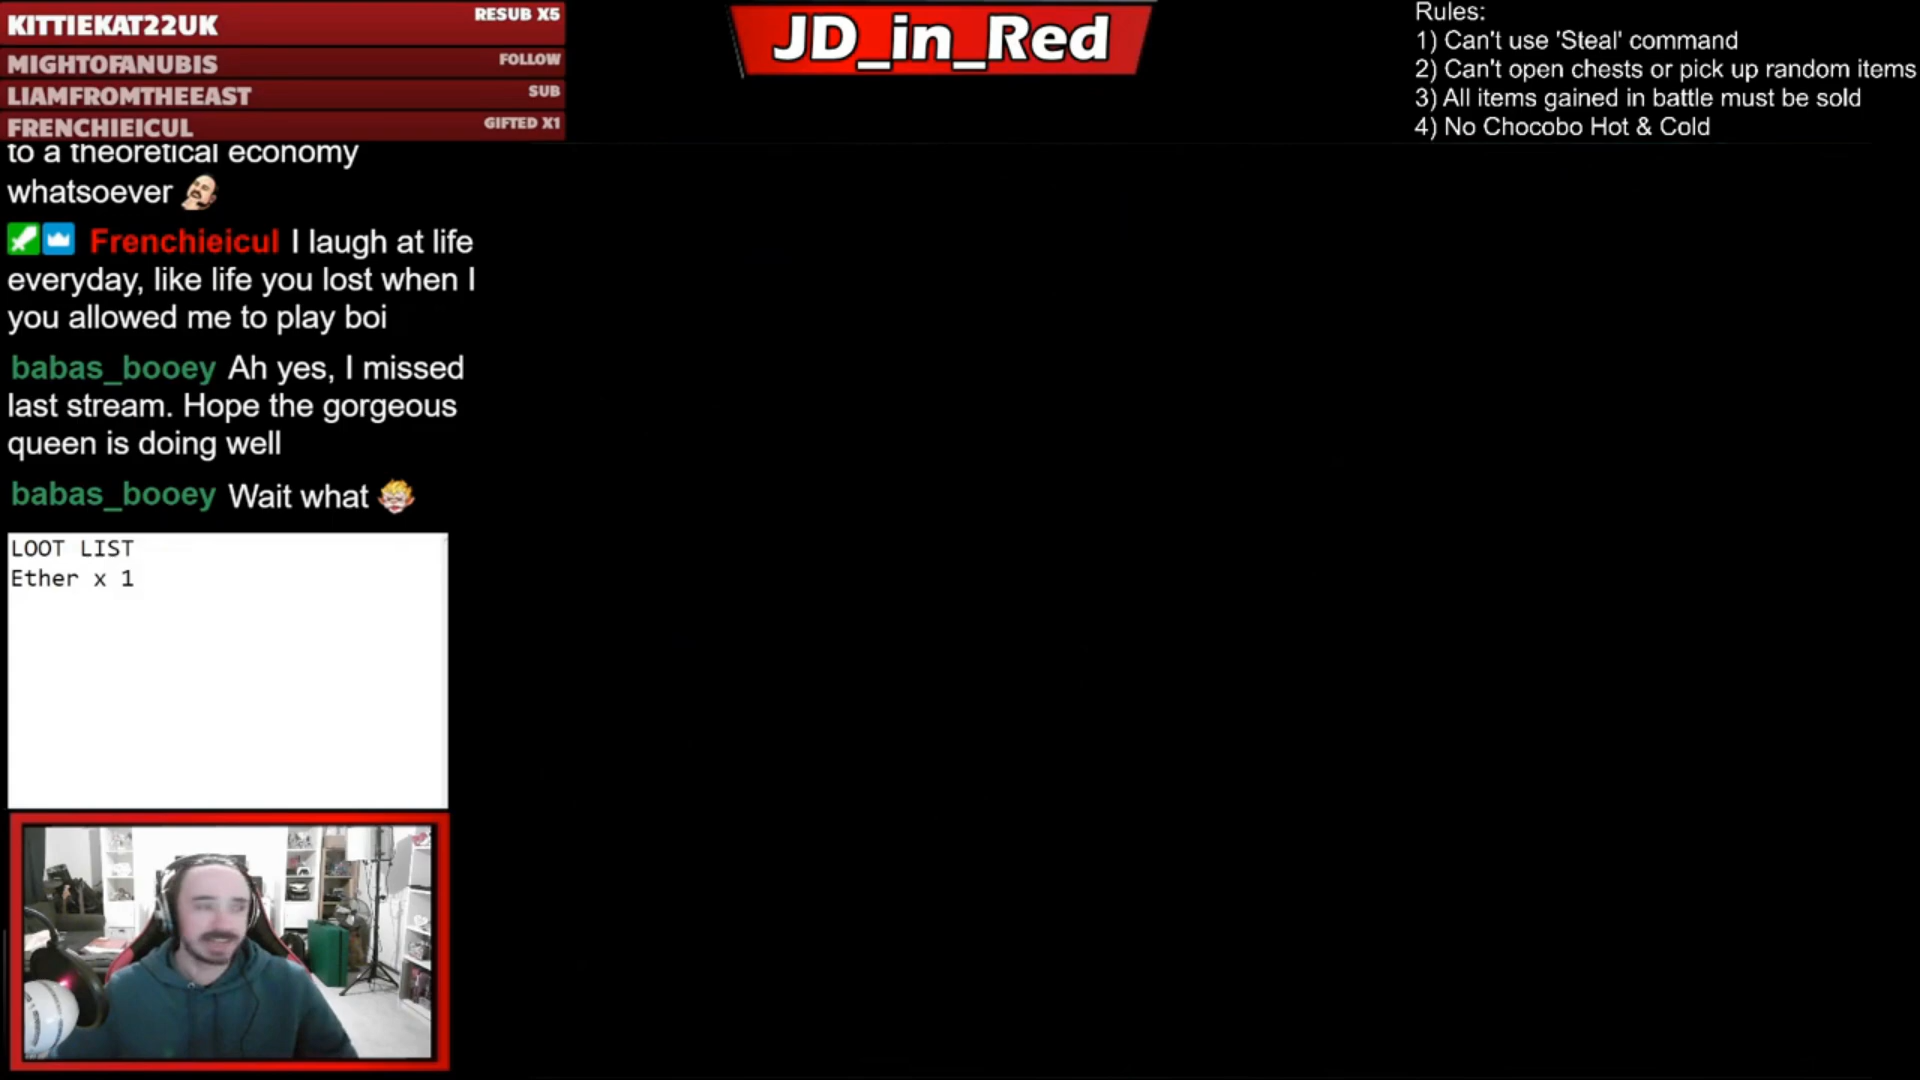 KITTIEKAT22UK RESUB X5
MIGHTOFANUBIS FOLLOW
LIAMFROMTHEEAST SUB
FRENCHIEICUL GIFTED X1
to a theoretical economy
whatsoever
Frenchieicul I laugh at life
everyday, like life you lost when I
you allowed me to play boi
babas_booey Ah yes, I missed
last stream. Hope the gorgeous
queen is doing well
babas_booey Wait what
LOOT LIST
Ether x 1
JD_in_Red
Rules:
1) Can't use 'Steal' command
2) Can't open chests or pick up random items
3) All items gained in battle must be sold
4) No Chocobo Hot & Cold